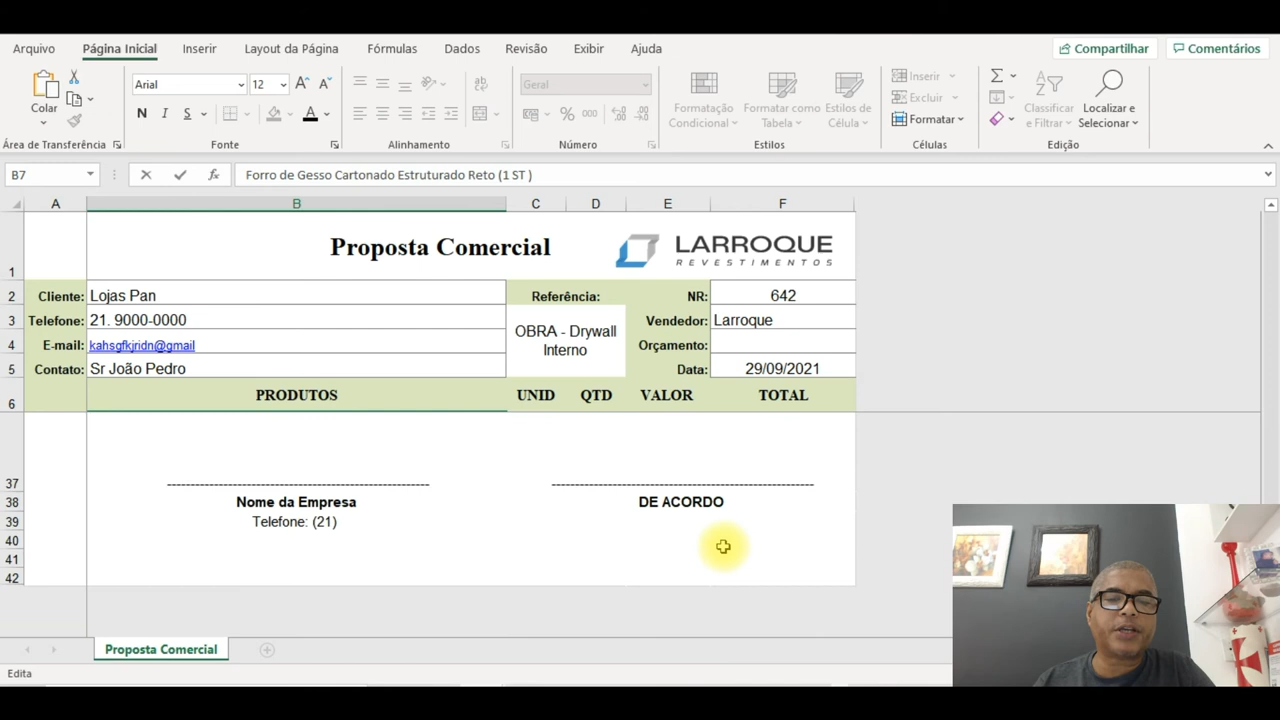 Arquivo Página Inicial Inserir Layout da Página Fórmulas Dados Revisão Exibir Ajuda Compartilhar Comentários
Colar Arial 12 Geral Formatação Condicional Formatar como Tabela Estilos de Célula Inserir Excluir Formatar Classificar e Filtrar Localizar e Selecionar
N I S A % 000
Área de Transferência Fonte Alinhamento Número Estilos Células Edição
B7 fx Forro de Gesso Cartonado Estruturado Reto (1 ST )
A B C D E F
1 Proposta Comercial LARROQUE
REVESTIMENTOS
2 Cliente: Lojas Pan Referência: NR: 642
3 Telefone: 21. 9000-0000 OBRA - Drywall Vendedor: Larroque
4 E-mail: kahsgfkjridn@gmail Interno Orçamento:
5 Contato: Sr João Pedro Data: 29/09/2021
6 PRODUTOS UNID QTD VALOR TOTAL
37 ------------------------------------------------------- -------------------------------------------------------
38 Nome da Empresa DE ACORDO
39 Telefone: (21)
40
41
42
Proposta Comercial
Edita